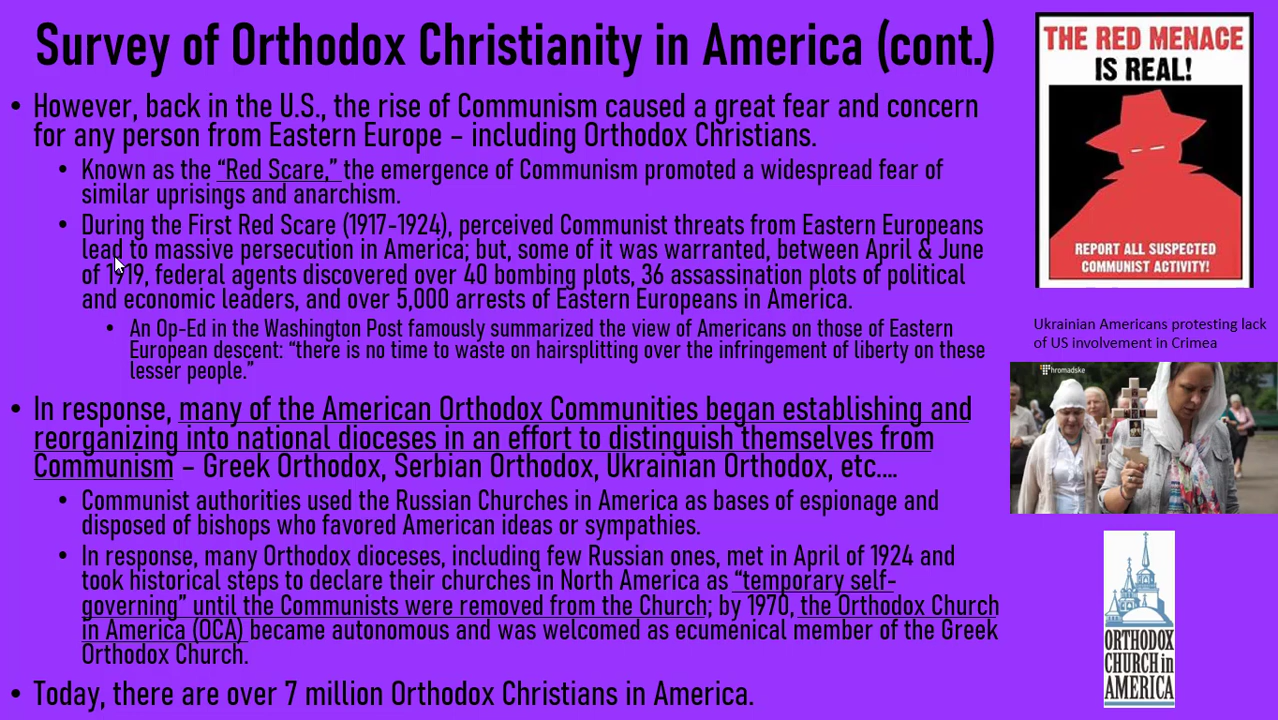 Survey of Orthodox Christianity in America (cont.)
• However, back in the U.S., the rise of Communism caused a great fear and concern
for any person from Eastern Europe – including Orthodox Christians.
• Known as the “Red Scare,” the emergence of Communism promoted a widespread fear of
similar uprisings and anarchism.
• During the First Red Scare (1917-1924), perceived Communist threats from Eastern Europeans
lead to massive persecution in America; but, some of it was warranted, between April & June
of 1919, federal agents discovered over 40 bombing plots, 36 assassination plots of political
and economic leaders, and over 5,000 arrests of Eastern Europeans in America.
• An Op-Ed in the Washington Post famously summarized the view of Americans on those of Eastern
European descent: “there is no time to waste on hairsplitting over the infringement of liberty on these
lesser people.”
• In response, many of the American Orthodox Communities began establishing and
reorganizing into national dioceses in an effort to distinguish themselves from
Communism – Greek Orthodox, Serbian Orthodox, Ukrainian Orthodox, etc....
• Communist authorities used the Russian Churches in America as bases of espionage and
disposed of bishops who favored American ideas or sympathies.
• In response, many Orthodox dioceses, including few Russian ones, met in April of 1924 and
took historical steps to declare their churches in North America as “temporary self-
governing” until the Communists were removed from the Church; by 1970, the Orthodox Church
in America (OCA) became autonomous and was welcomed as ecumenical member of the Greek
Orthodox Church.
• Today, there are over 7 million Orthodox Christians in America.
THE RED MENACE
IS REAL!
REPORT ALL SUSPECTED
COMMUNIST ACTIVITY!
Ukrainian Americans protesting lack
of US involvement in Crimea
hromadske
ORTHODOX
CHURCH in
AMERICA